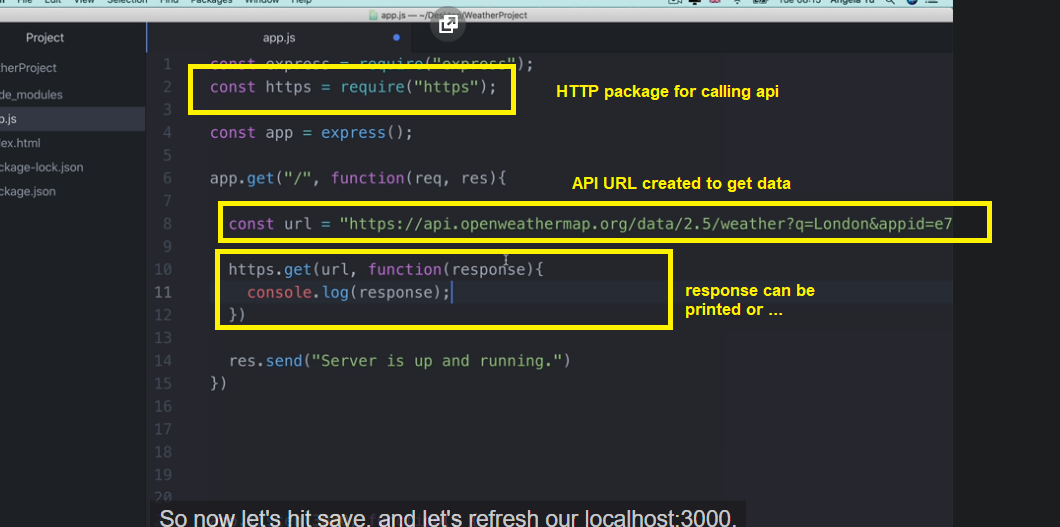 File Edit View Selection Find Packages Window Help
Angela Yu
app.js — ~/Desktop/WeatherProject
Project
app.js
herProject
de_modules
p.js
ex.html
ckage-lock.json
ckage.json
1 const express = require("express");
2 const https = require("https");
HTTP package for calling api
3
4 const app = express();
5
6 app.get("/", function(req, res){
API URL created to get data
7
8 const url = "https://api.openweathermap.org/data/2.5/weather?q=London&appid=e7
9
10 https.get(url, function(response){
11 console.log(response);
12 })
response can be
printed or ...
13
14 res.send("Server is up and running.")
15 })
16
17
18
19
20
So now let's hit save, and let's refresh our localhost:3000,